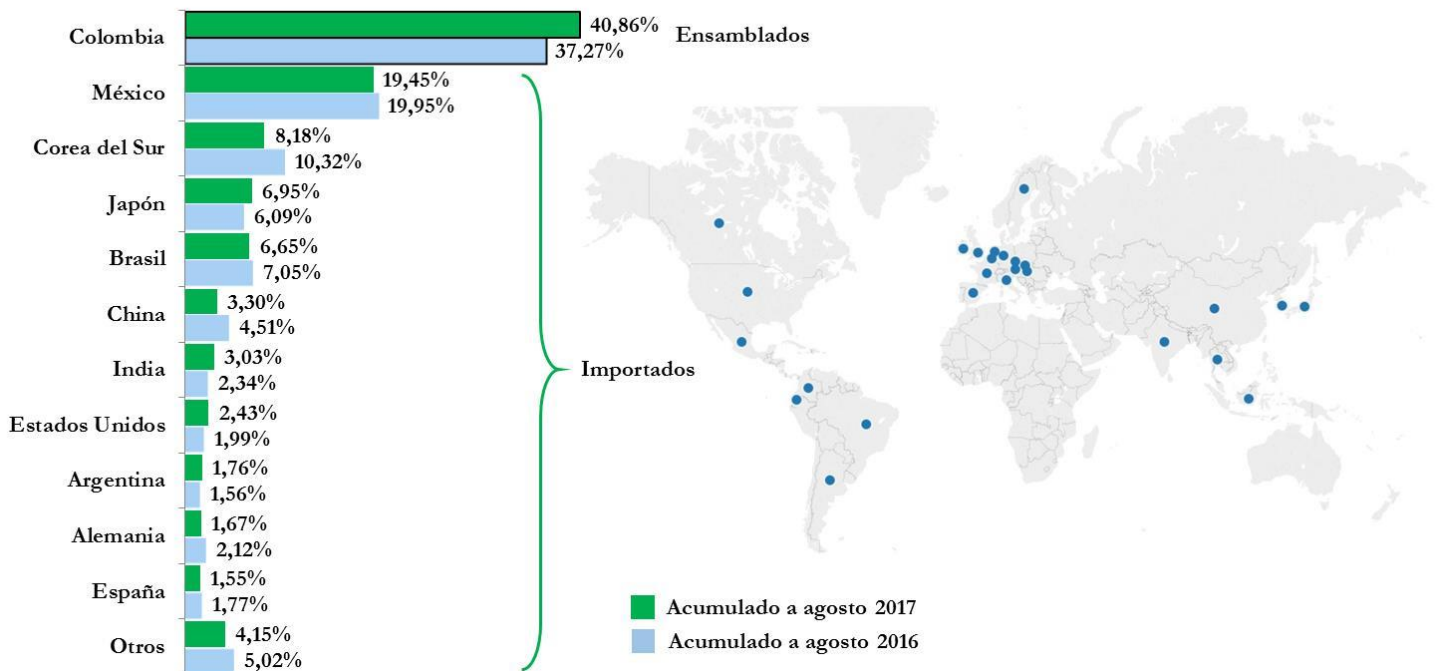 Colombia
40,86%
37,27%
Ensamblados
México
19,45%
19,95%
Corea del Sur
8,18%
10,32%
Japón
6,95%
6,09%
Brasil
6,65%
7,05%
China
3,30%
4,51%
India
3,03%
2,34%
Importados
Estados Unidos
2,43%
1,99%
Argentina
1,76%
1,56%
Alemania
1,67%
2,12%
España
1,55%
1,77%
Otros
4,15%
5,02%
Acumulado a agosto 2017
Acumulado a agosto 2016